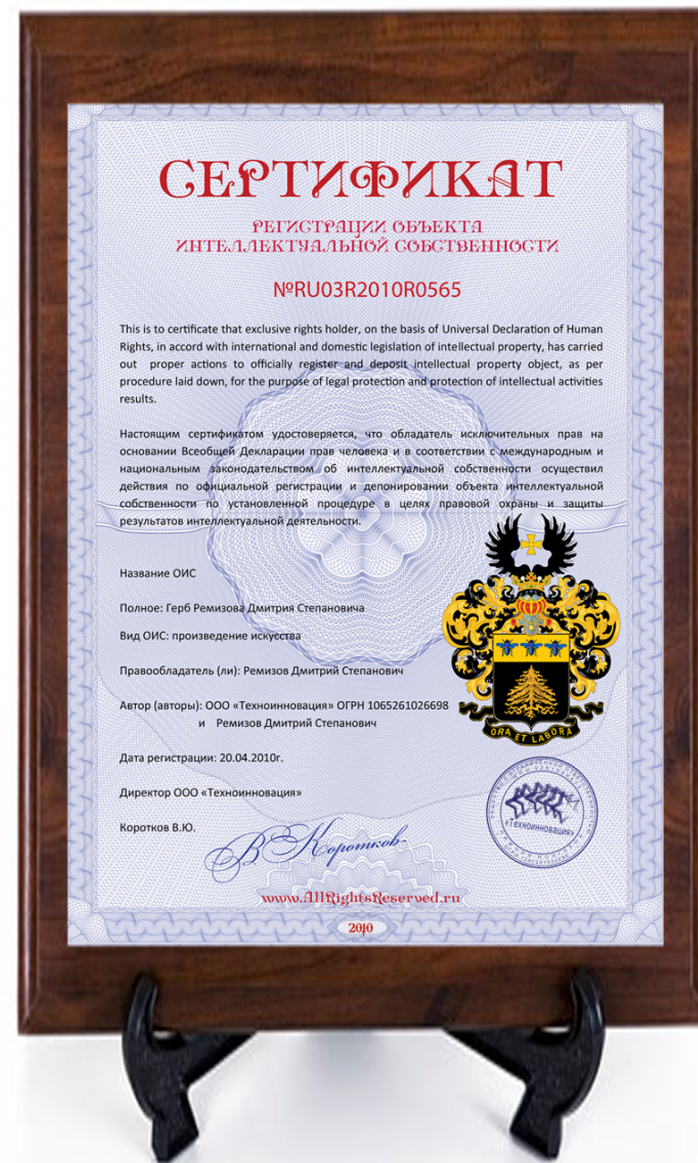 СЕРТИФИКАТ
РЕГИСТРАЦИИ ОБЪЕКТА
ИНТЕЛЛЕКТУАЛЬНОЙ СОБСТВЕННОСТИ
№RU03R2010R0565
This is to certificate that exclusive rights holder, on the basis of Universal Declaration of Human
Rights, in accord with international and domestic legislation of intellectual property, has carried
out proper actions to officially register and deposit intellectual property object, as per
procedure laid down, for the purpose of legal protection and protection of intellectual activities
results.
Настоящим сертификатом удостоверяется, что обладатель исключительных прав на
основании Всеобщей Декларации прав человека и в соответствии с международным и
национальным законодательством об интеллектуальной собственности осуществил
действия по официальной регистрации и депонировании объекта интеллектуальной
собственности по установленной процедуре в целях правовой охраны и защиты
результатов интеллектуальной деятельности.
Название ОИС
Полное: Герб Ремизова Дмитрия Степановича
Вид ОИС: произведение искусства
Правообладатель (ли): Ремизов Дмитрий Степанович
Автор (авторы): ООО «Техноинновация» ОГРН 1065261026698
и Ремизов Дмитрий Степанович
ORA ET LABORA
Дата регистрации: 20.04.2010г.
Директор ООО «Техноинновация»
«Техноинновация»
Коротков В.Ю.
В Коротков
www.AllRightsReserved.ru
2010